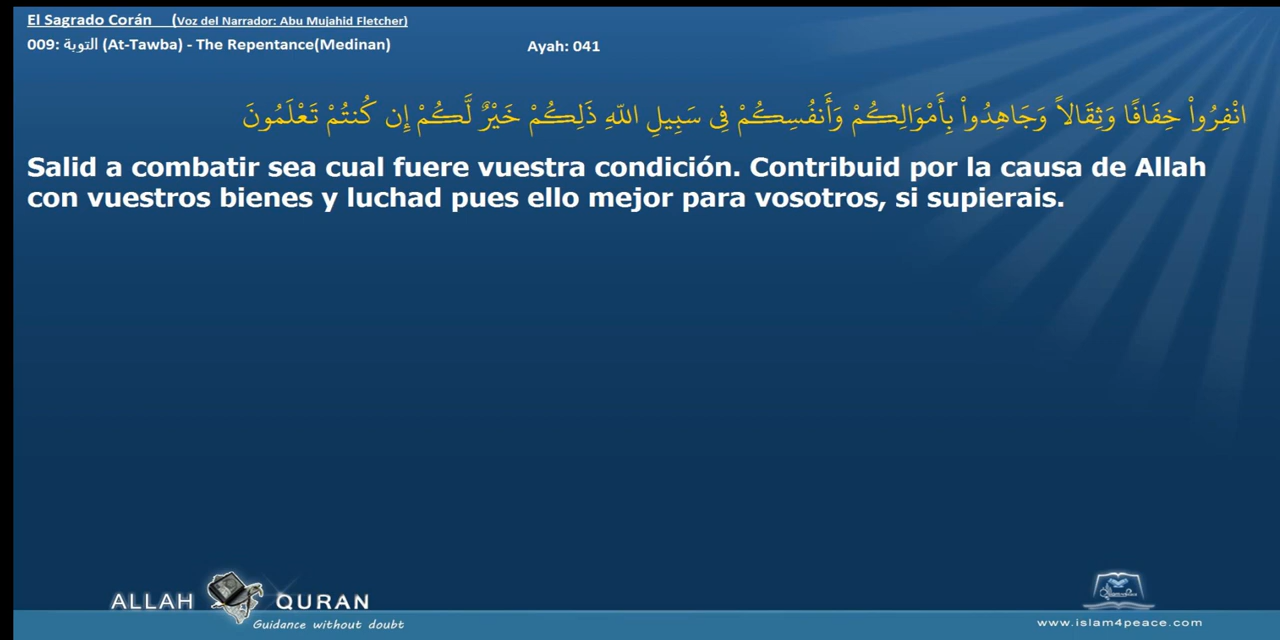 El Sagrado Corán (Voz del Narrador: Abu Mujahid Fletcher)
009: التوبة (At-Tawba) - The Repentance(Medinan) Ayah: 041
انْفِرُواْ خِفَافًا وَثِقَالاً وَجَاهِدُواْ بِأَمْوَالِكُمْ وَأَنفُسِكُمْ فِي سَبِيلِ اللّهِ ذَلِكُمْ خَيْرٌ لَّكُمْ إِن كُنتُمْ تَعْلَمُونَ
Salid a combatir sea cual fuere vuestra condición. Contribuid por la causa de Allah
con vuestros bienes y luchad pues ello mejor para vosotros, si supierais.
ALLAH QURAN
Guidance without doubt
www.islam4peace.com